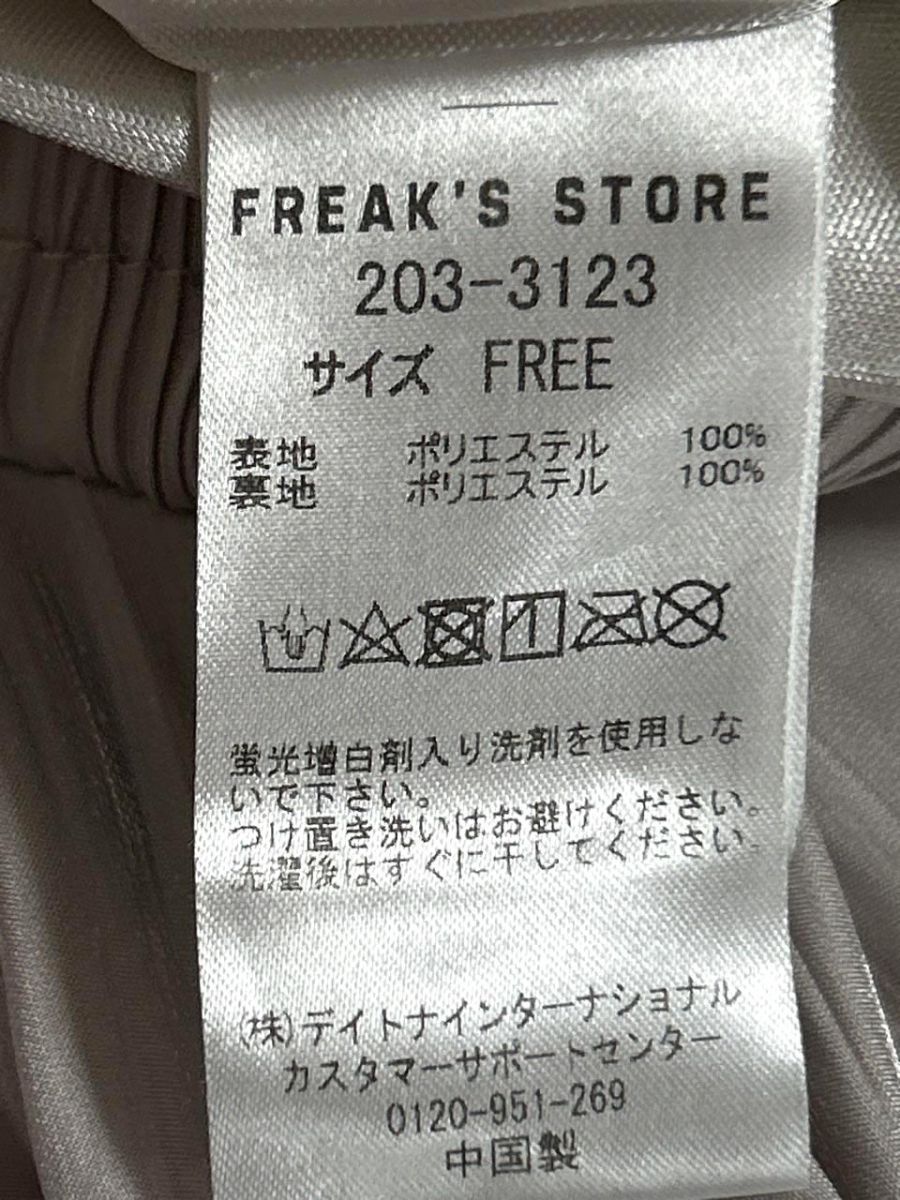 FREAK'S STORE
203-3123
サイズ FREE
表地 ポリエステル 100%
裏地 ポリエステル 100%
蛍光増白剤入り洗剤を使用しな
いで下さい。
つけ置き洗いはお避けください。
洗濯後はすぐに干してください。
(株)デイトナインターナショナル
カスタマーサポートセンター
0120-951-269
中国製